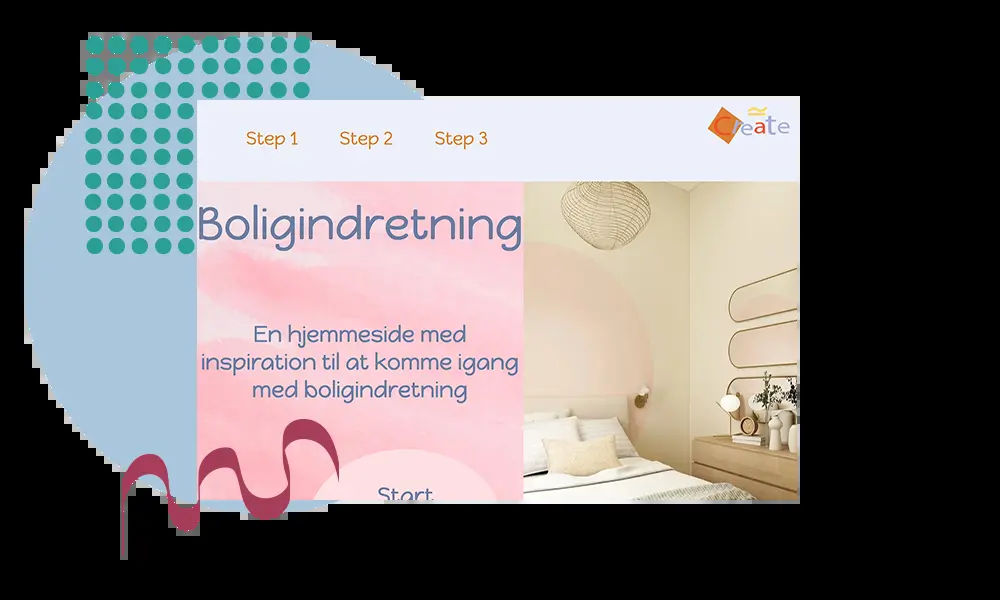 Step 1 Step 2 Step 3
Create
Boligindretning
En hjemmeside med
inspiration til at komme igang
med boligindretning
Start